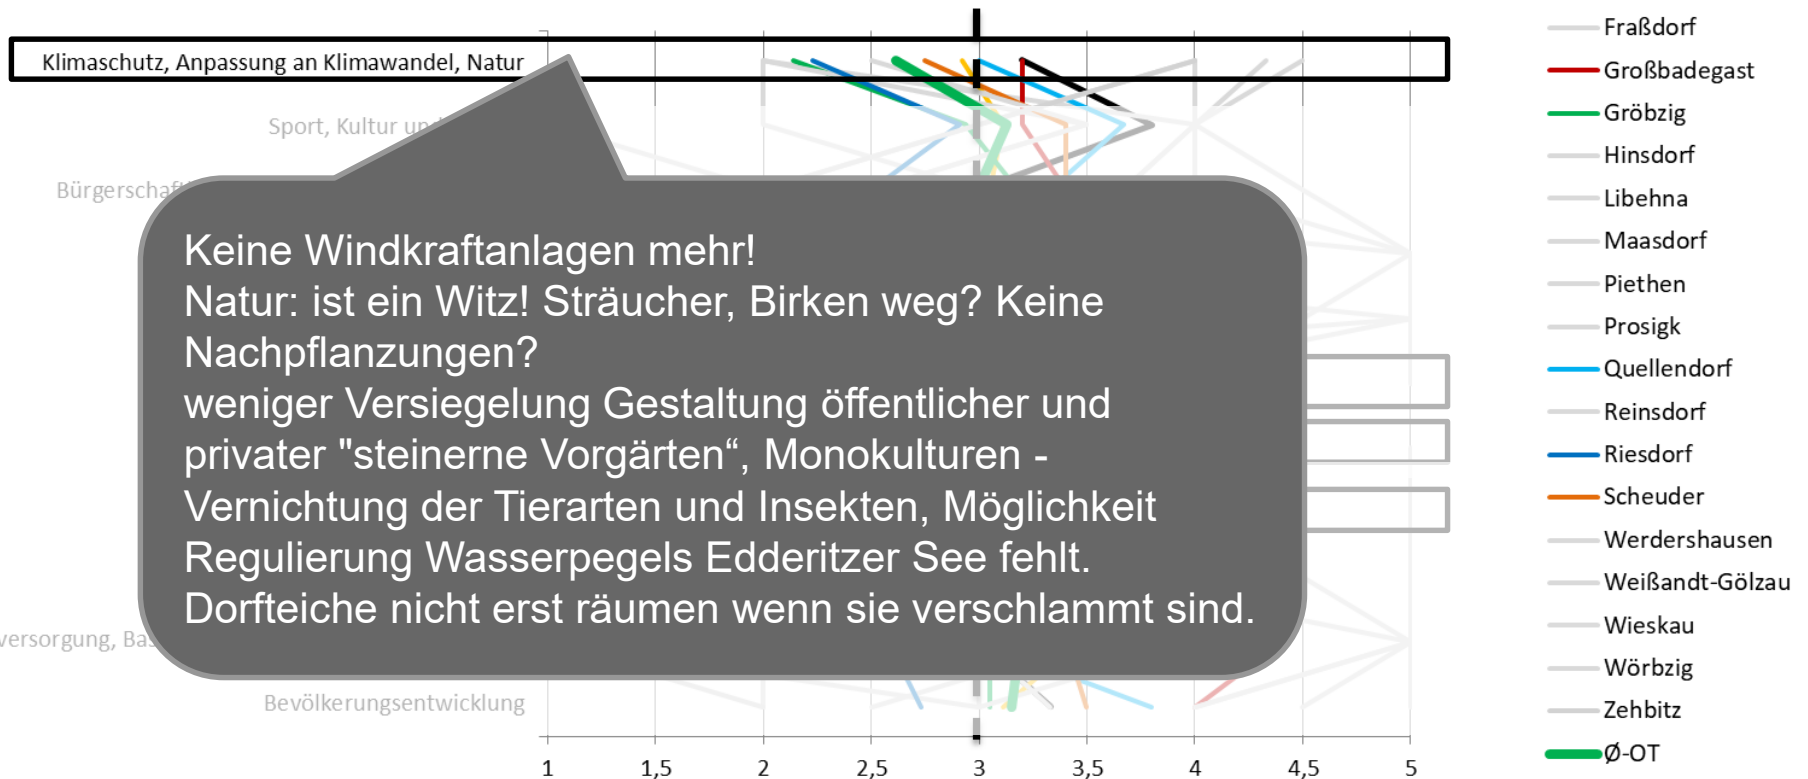 Klimaschutz, Anpassung an Klimawandel, Natur
Sport, Kultur
Keine Windkraftanlagen mehr!
Natur: ist ein Witz! Sträucher, Birken weg? Keine
Nachpflanzungen?
weniger Versiegelung Gestaltung öffentlicher und
privater "steinerne Vorgärten“, Monokulturen -
Vernichtung der Tierarten und Insekten, Möglichkeit
Regulierung Wasserpegels Edderitzer See fehlt.
Dorfteiche nicht erst räumen wenn sie verschlammt sind.
Bevölkerungsentwicklung
1 1,5 2 2,5 3 3,5 4 4,5 5
Fraßdorf
Großbadegast
Gröbzig
Hinsdorf
Libehna
Maasdorf
Piethen
Prosigk
Quellendorf
Reinsdorf
Riesdorf
Scheuder
Werdershausen
Weißandt-Gölzau
Wieskau
Wörbzig
Zehbitz
Ø-OT